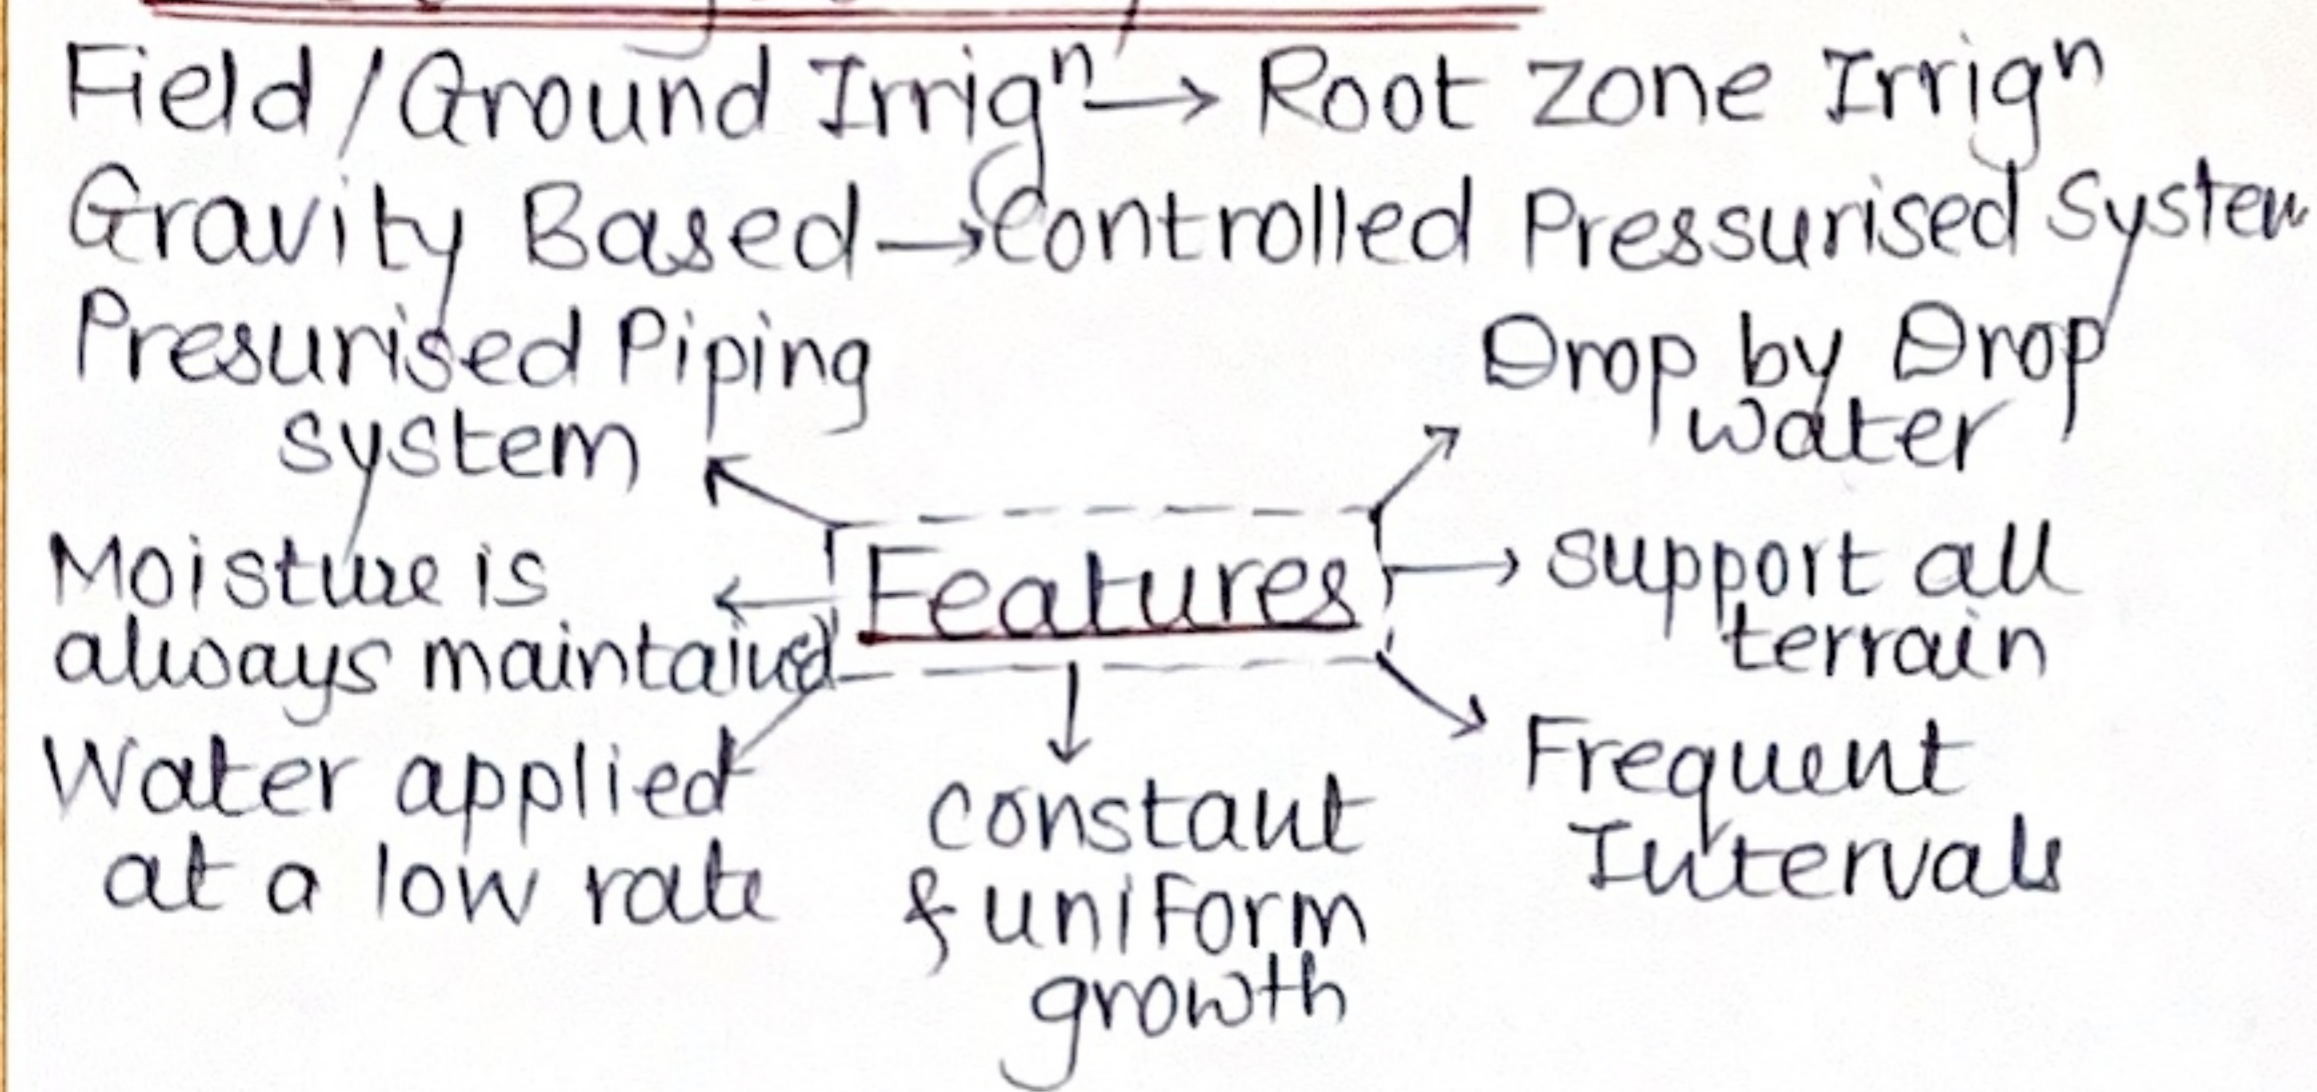 Field/Ground Irrigⁿ → Root zone Irrigⁿ
Gravity Based → Controlled Pressurised System
Presurised Piping
system
Drop by Drop
water
Moisture is
always maintained
Features
support all
terrain
Water applied
at a low rate
constant
& uniform
growth
Frequent
Intervals